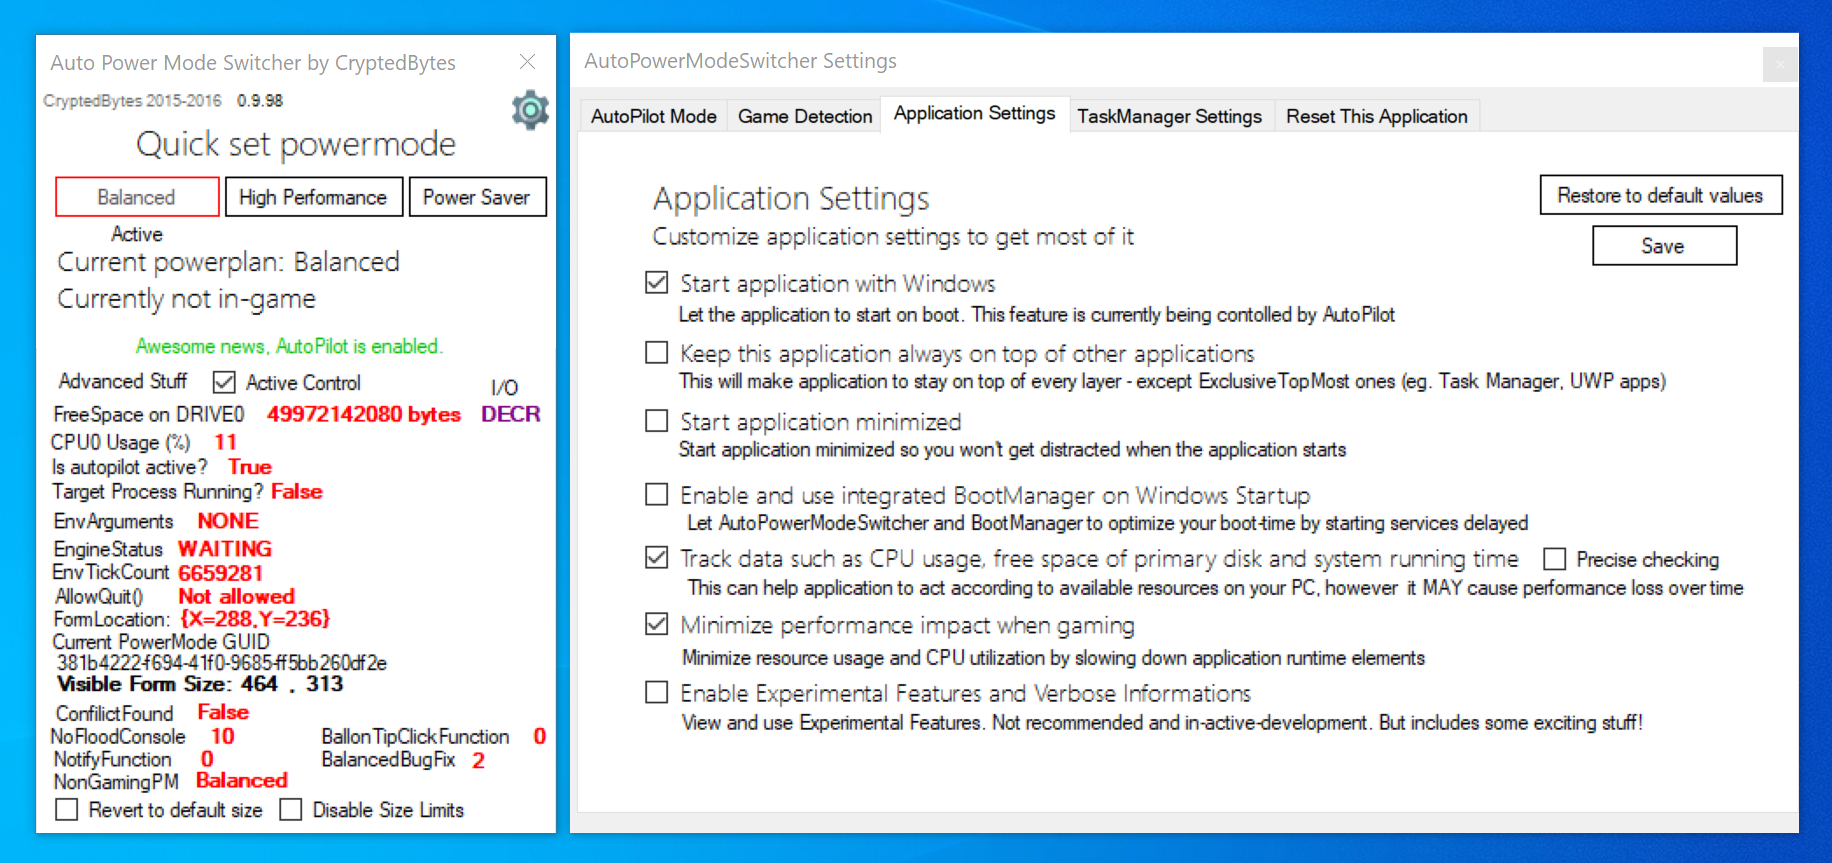 Auto Power Mode Switcher by CryptedBytes
CryptedBytes 2015-2016 0.9.98
Quick set powermode
Balanced High Performance Power Saver
Active
Current powerplan: Balanced
Currently not in-game
Awesome news, AutoPilot is enabled.
Advanced Stuff Active Control I/O
FreeSpace on DRIVE0 49972142080 bytes DECR
CPU0 Usage (%) 11
Is autopilot active? True
Target Process Running? False
EnvArguments NONE
EngineStatus WAITING
EnvTickCount 6659281
AllowQuit() Not allowed
FormLocation: {X=288,Y=236}
Current PowerMode GUID
381b4222-f694-41f0-9685-ff5bb260df2e
Visible Form Size: 464 , 313
ConflictFound False
NoFloodConsole 10 BallonTipClickFunction 0
NotifyFunction 0 BalancedBugFix 2
NonGamingPM Balanced
Revert to default size Disable Size Limits
AutoPowerModeSwitcher Settings
AutoPilot Mode Game Detection Application Settings TaskManager Settings Reset This Application
Application Settings
Restore to default values
Customize application settings to get most of it
Save
Start application with Windows
Let the application to start on boot. This feature is currently being contolled by AutoPilot
Keep this application always on top of other applications
This will make application to stay on top of every layer - except ExclusiveTopMost ones (eg. Task Manager, UWP apps)
Start application minimized
Start application minimized so you won't get distracted when the application starts
Enable and use integrated BootManager on Windows Startup
Let AutoPowerModeSwitcher and BootManager to optimize your boot-time by starting services delayed
Track data such as CPU usage, free space of primary disk and system running time Precise checking
This can help application to act according to available resources on your PC, however it MAY cause performance loss over time
Minimize performance impact when gaming
Minimize resource usage and CPU utilization by slowing down application runtime elements
Enable Experimental Features and Verbose Informations
View and use Experimental Features. Not recommended and in-active-development. But includes some exciting stuff!